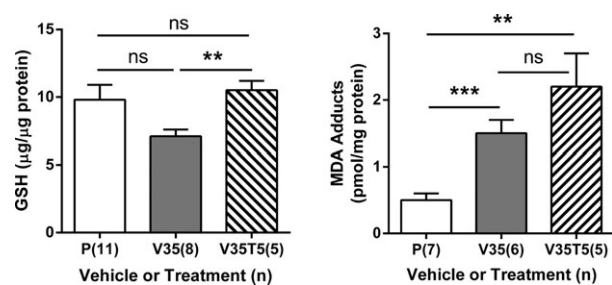 ns
ns
**
15
10
5
0
GSH (µg/µg protein)
P(11) V35(8) V35T5(5)
Vehicle or Treatment (n)
**
ns
***
3
2
1
0
MDA Adducts
(pmol/mg protein)
P(7) V35(6) V35T5(5)
Vehicle or Treatment (n)